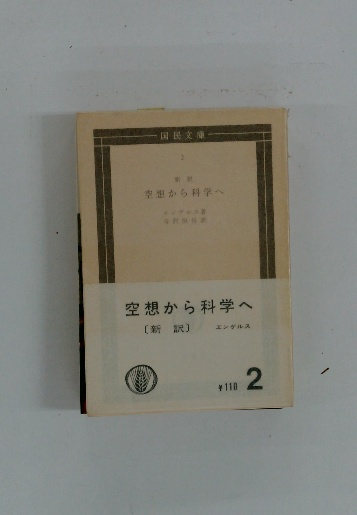 国民文庫
2
新訳
空想から科学へ
エンゲルス著
空想から科学へ
〔新訳〕 エンゲルス
¥110 2